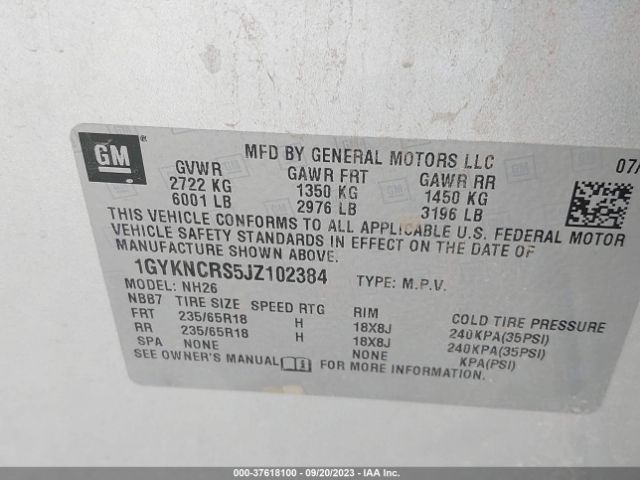 GM
MFD BY GENERAL MOTORS LLC
07/
GVWR GAWR FRT GAWR RR
2722 KG 1350 KG 1450 KG
6001 LB 2976 LB 3196 LB
THIS VEHICLE CONFORMS TO ALL APPLICABLE U.S. FEDERAL MOTOR
VEHICLE SAFETY STANDARDS IN EFFECT ON THE DATE OF
MANUFACTURE SHOWN ABOVE.
1GYKNCRS5JZ102384 TYPE: M.P.V.
MODEL: NH26
NB87 TIRE SIZE SPEED RTG RIM COLD TIRE PRESSURE
FRT 235/65R18 H 18X8J 240KPA(35PSI)
RR 235/65R18 H 18X8J 240KPA(35PSI)
SPA NONE NONE KPA(PSI)
SEE OWNER'S MANUAL FOR MORE INFORMATION.
000-37618100 - 09/20/2023 -